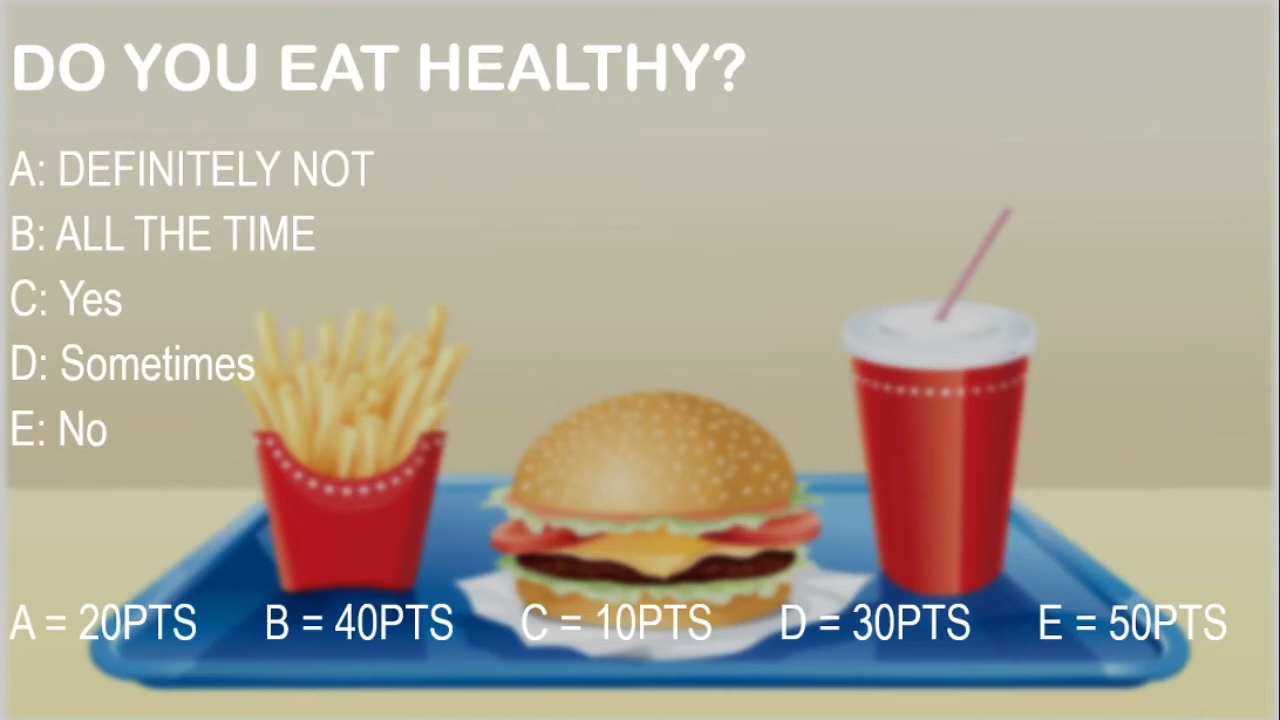 DO YOU EAT HEALTHY?
A: DEFINITELY NOT
B: ALL THE TIME
C: Yes
D: Sometimes
E: No
A = 20PTS B = 40PTS C = 10PTS D = 30PTS E = 50PTS